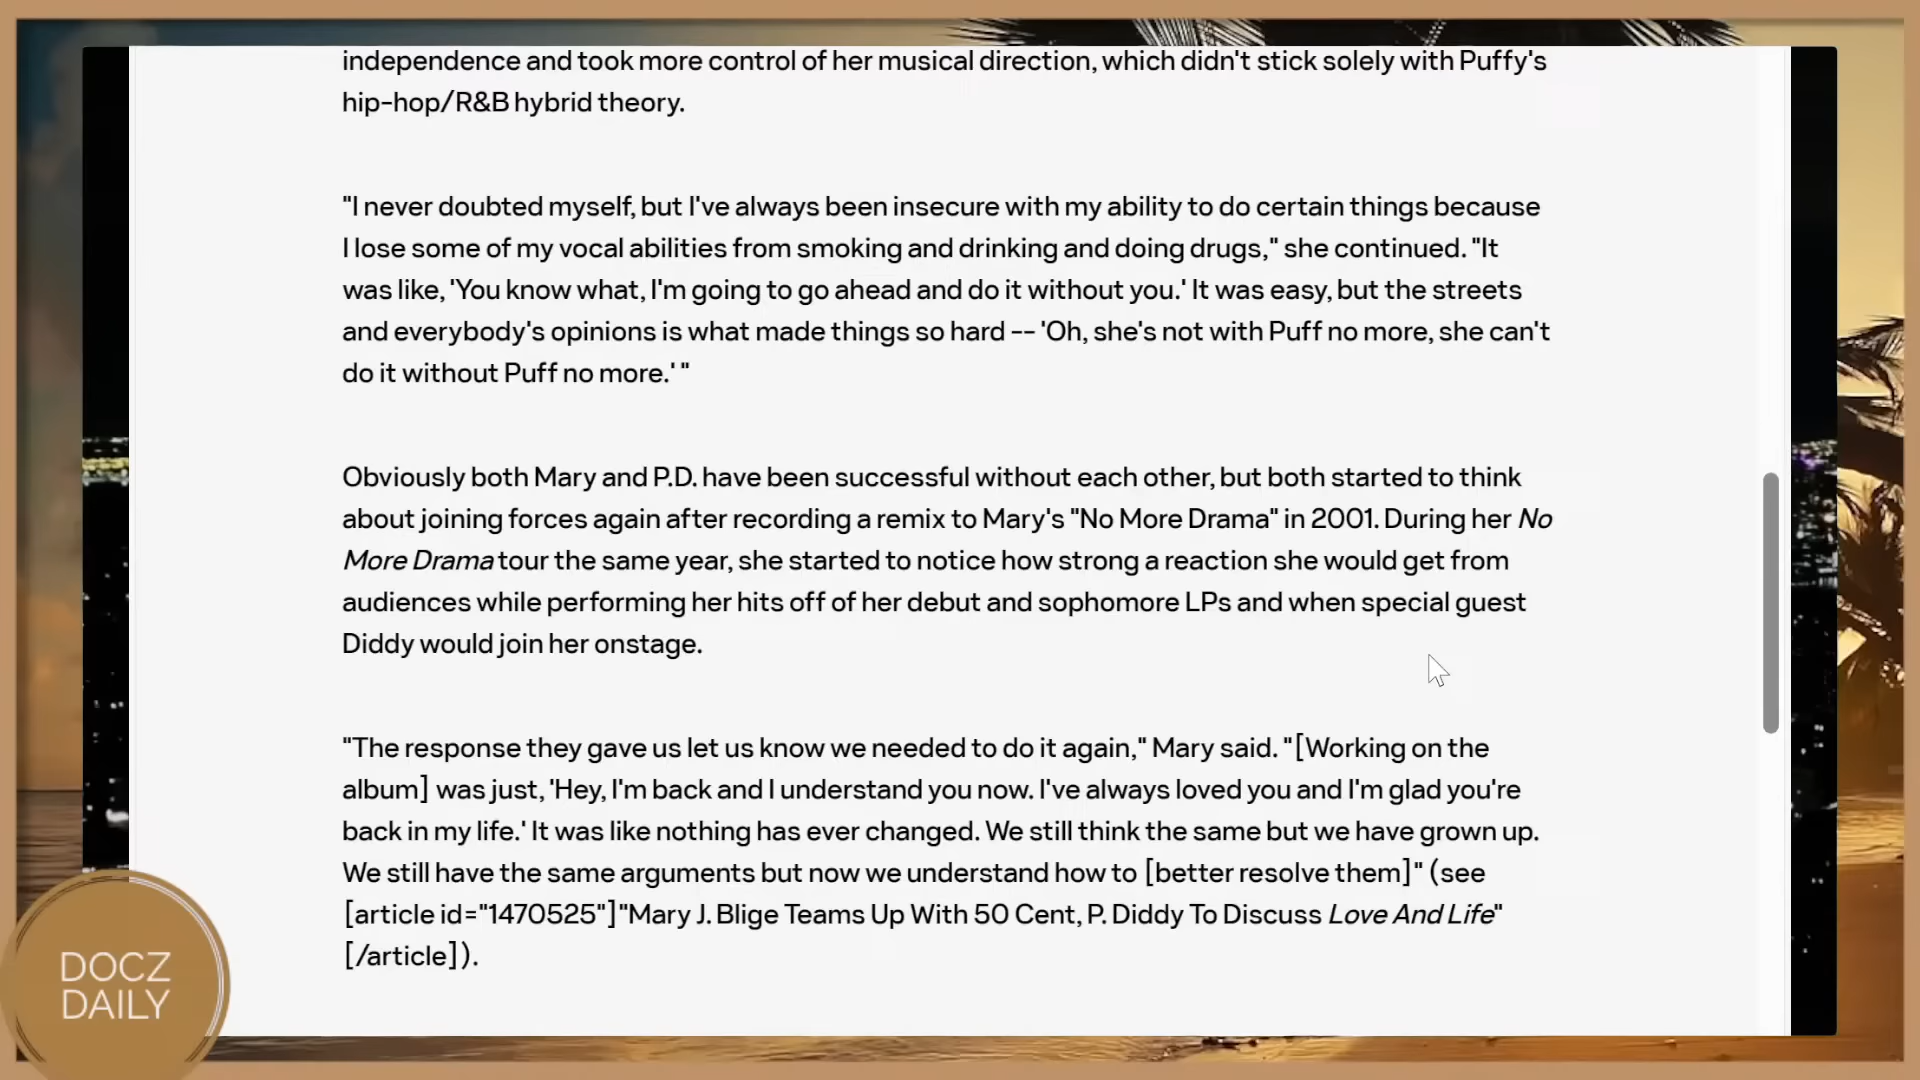 independence and took more control of her musical direction, which didn't stick solely with Puffy's
hip-hop/R&B hybrid theory.
"I never doubted myself, but I've always been insecure with my ability to do certain things because
I lose some of my vocal abilities from smoking and drinking and doing drugs," she continued. "It
was like, 'You know what, I'm going to go ahead and do it without you.' It was easy, but the streets
and everybody's opinions is what made things so hard -- 'Oh, she's not with Puff no more, she can't
do it without Puff no more.' "
Obviously both Mary and P.D. have been successful without each other, but both started to think
about joining forces again after recording a remix to Mary's "No More Drama" in 2001. During her No
More Drama tour the same year, she started to notice how strong a reaction she would get from
audiences while performing her hits off of her debut and sophomore LPs and when special guest
Diddy would join her onstage.
"The response they gave us let us know we needed to do it again," Mary said. "[Working on the
album] was just, 'Hey, I'm back and I understand you now. I've always loved you and I'm glad you're
back in my life.' It was like nothing has ever changed. We still think the same but we have grown up.
We still have the same arguments but now we understand how to [better resolve them]" (see
[article id="1470525"]"Mary J. Blige Teams Up With 50 Cent, P. Diddy To Discuss Love And Life"
[/article]).
DOCZ
DAILY